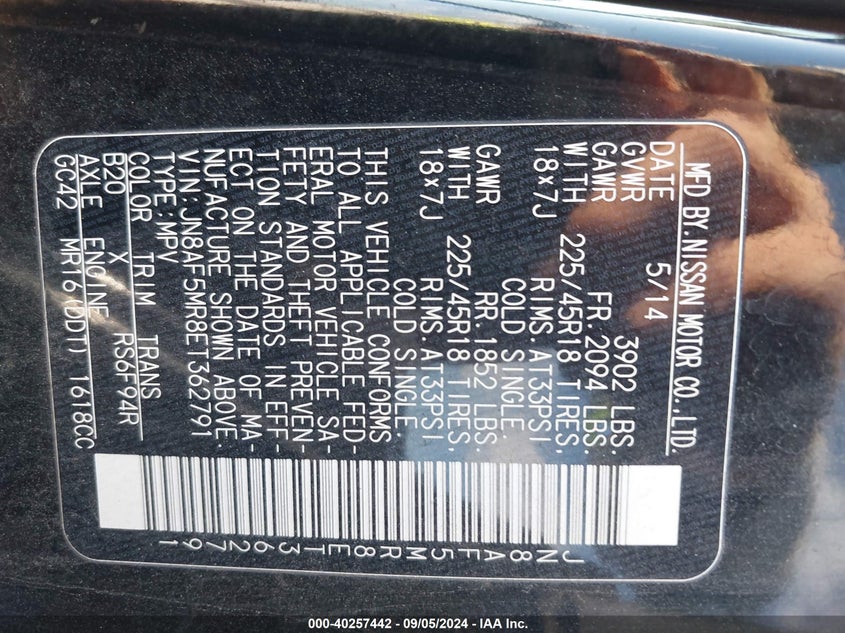 MFD BY.NISSAN MOTOR CO.,LTD.
DATE 5/14
GVWR 3902 LBS.
GAWR FR.2094 LBS.
WITH 225/45R18 TIRES,
18×7J RIMS.AT33PSI
COLD SINGLE.
GAWR RR.1852 LBS.
WITH 225/45R18 TIRES,
18×7J RIMS.AT33PSI,
COLD SINGLE.
THIS VEHICLE CONFORMS
TO ALL APPLICABLE FED-
ERAL MOTOR VEHICLE SA-
FETY AND THEFT PREVEN-
TION STANDARDS IN EFF-
ECT ON THE DATE OF MA-
NUFACTURE SHOWN ABOVE.
VIN:JN8AF5MR8ET362791
TYPE:MPV
COLOR TRIM TRANS
B20 X RS6F94R
AXLE ENGINE
GC42 MR16(DDT) 1618CC
JN8AF5MR8ET362791
000-40257442 - 09/05/2024 - IAA Inc.